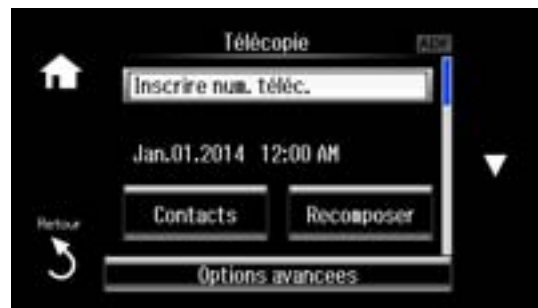 Télécopie ADF
Inscrire num. téléc.
Jan.01.2014 12:00 AM
Contacts Recomposer
Retour
Options avancees